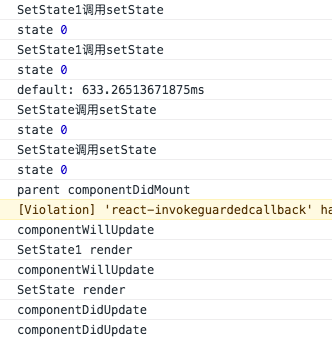 SetState1调用setState
state 0
SetState1调用setState
state 0
default: 633.26513671875ms
SetState调用setState
state 0
SetState调用setState
state 0
parent componentDidMount
[Violation] 'react-invokeguardedcallback' ha
componentWillUpdate
SetState1 render
componentWillUpdate
SetState render
componentDidUpdate
componentDidUpdate